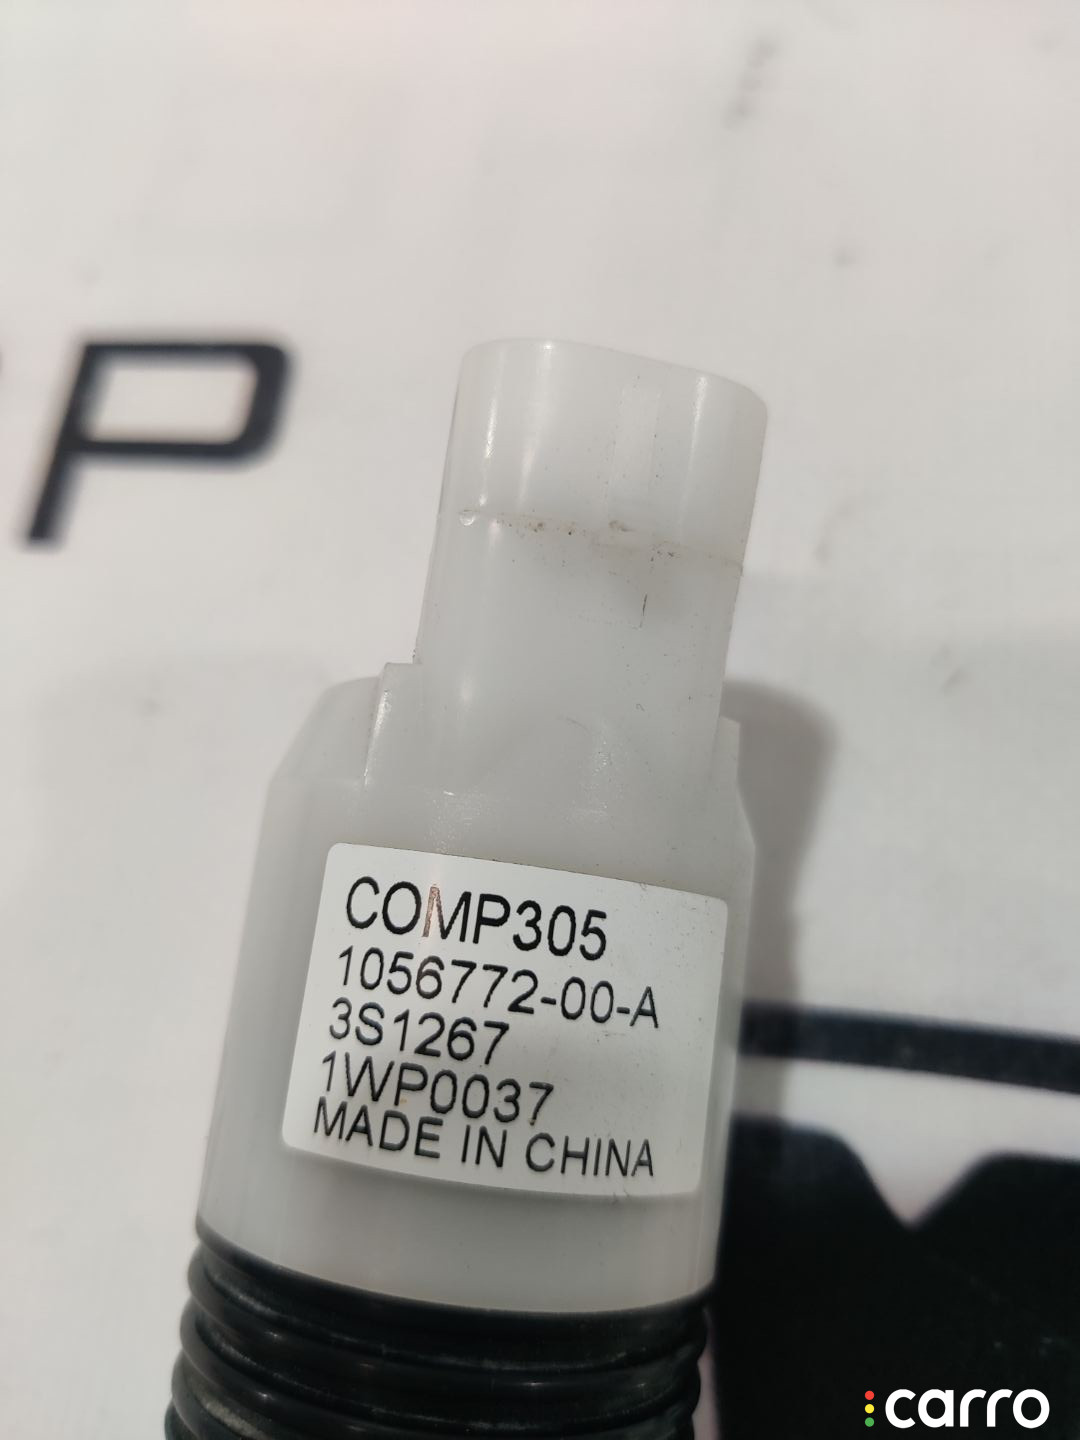 P
COMP305
1056772-00-A
3S1267
1WP0037
MADE IN CHINA
carro